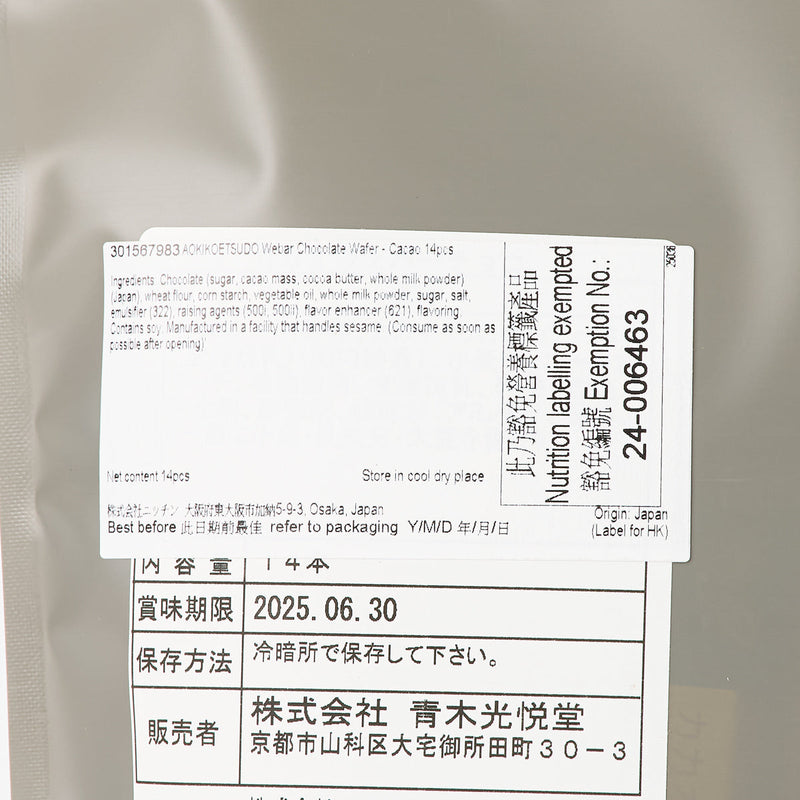 301567983 AOKIKOETSUDO Webar Chocolate Wafer - Cacao 14pcs
Ingredients: Chocolate (sugar, cacao mass, cocoa butter, whole milk powder)
(Japan), wheat flour, corn starch, vegetable oil, whole milk powder, sugar, salt,
emulsifier (322), raising agents (500i, 500ii), flavor enhancer (621), flavoring.
Contains soy. Manufactured in a facility that handles sesame. (Consume as soon as
possible after opening)
Net content 14pcs
Store in cool dry place
株式会社ニッチン 大阪府東大阪市加納5-9-3, Osaka, Japan
Best before 此日期前最佳 refer to packaging Y/M/D 年/月/日
此乃豁免營養標籤產品
Nutrition labelling exempted
豁免編號 Exemption No.:
24-006463
Origin: Japan
(Label for HK)
内容量 14本
賞味期限 2025.06.30
保存方法 冷暗所で保存して下さい。
販売者 株式会社 青木光悦堂
京都市山科区大宅御所田町30-3